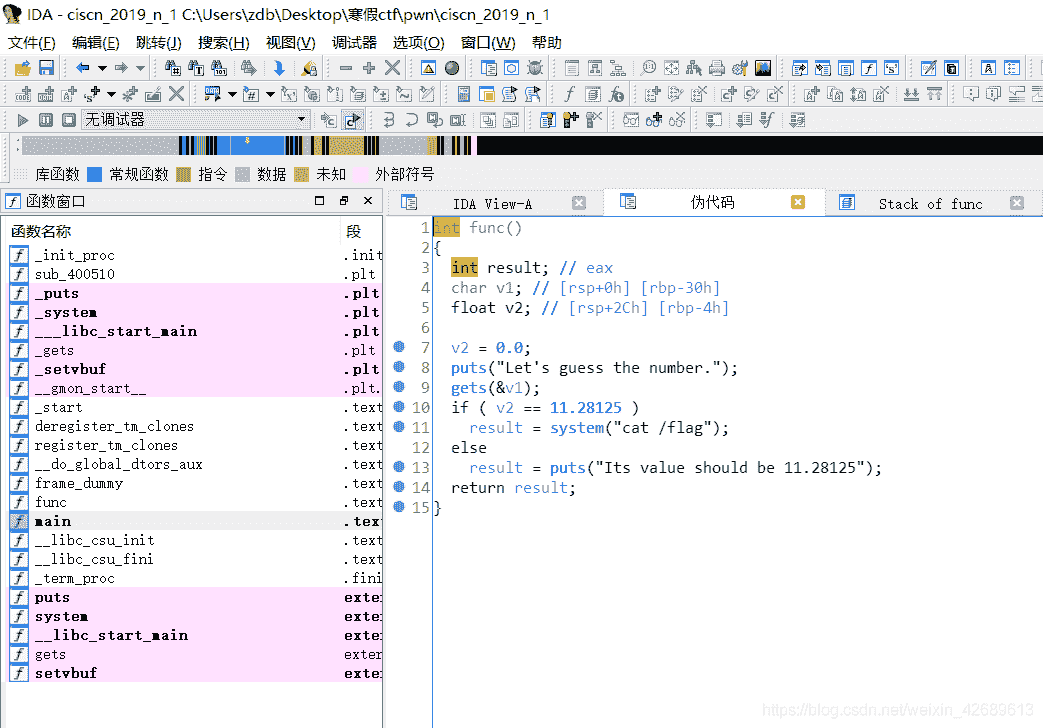 IDA - ciscn_2019_n_1 C:\Users\zdb\Desktop\寒假ctf\pwn\ciscn_2019_n_1
文件(F) 编辑(E) 跳转(J) 搜索(H) 视图(V) 调试器 选项(O) 窗口(W) 帮助
无调试器
库函数 常规函数 指令 数据 未知 外部符号
函数窗口
函数名称 段
_init_proc .init
sub_400510 .plt
_puts .plt
_system .plt
___libc_start_main .plt
_gets .plt
_setvbuf .plt
__gmon_start__ .plt.
_start .text
deregister_tm_clones .text
register_tm_clones .text
__do_global_dtors_aux .text
frame_dummy .text
func .text
main .text
__libc_csu_init .text
__libc_csu_fini .text
_term_proc .fini
puts exter
system exter
__libc_start_main exter
gets exter
setvbuf exter
IDA View-A 伪代码 Stack of func
1 int func()
2 {
3 int result; // eax
4 char v1; // [rsp+0h] [rbp-30h]
5 float v2; // [rsp+2Ch] [rbp-4h]
6
7 v2 = 0.0;
8 puts("Let's guess the number.");
9 gets(&v1);
10 if ( v2 == 11.28125 )
11 result = system("cat /flag");
12 else
13 result = puts("Its value should be 11.28125");
14 return result;
15 }
https://blog.csdn.net/weixin_42689613